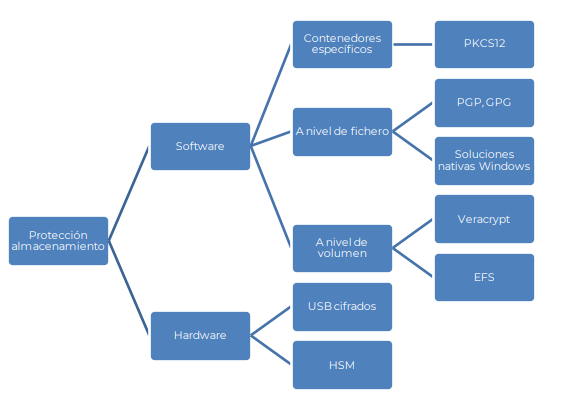 Contenedores
específicos
PKCS12
PGP, GPG
A nivel de fichero
Software
Soluciones
nativas Windows
Veracrypt
Protección
almacenamiento
A nivel de
volumen
EFS
USB cifrados
Hardware
HSM